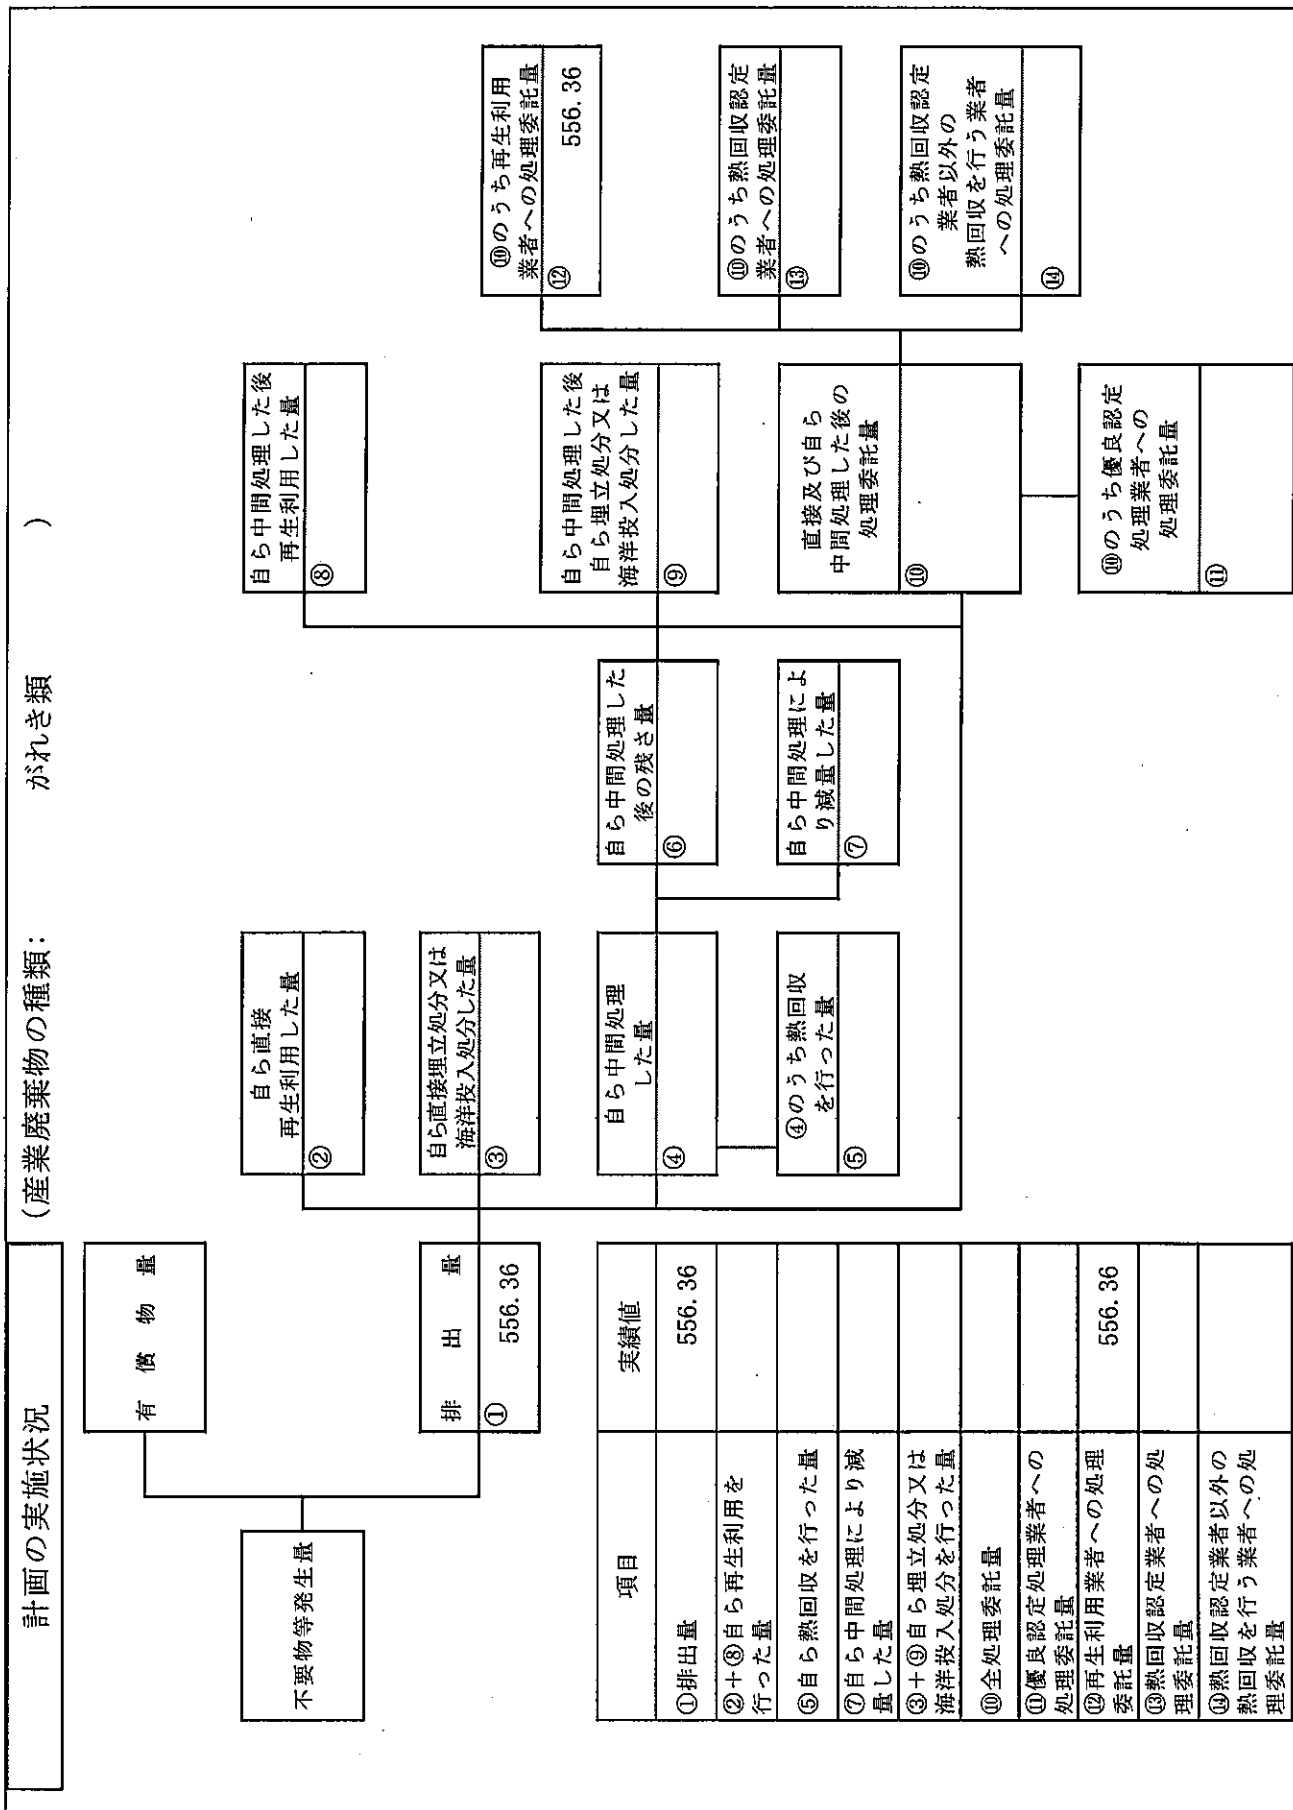 計画の実施状況
(産業廃棄物の種類: がれき類 )
不要物等発生量
有償物量
排出量
① 556.36
自ら直接
再生利用した量
②
自ら直接埋立処分又は
海洋投入処分した量
③
自ら中間処理
した量
④
④のうち熱回収
を行った量
⑤
自ら中間処理した
後の残さ量
⑥
自ら中間処理によ
り減量した量
⑦
自ら中間処理した後
再生利用した量
⑧
自ら中間処理した後
自ら埋立処分又は
海洋投入処分した量
⑨
直接及び自ら
中間処理した後の
処理委託量
⑩
⑩のうち優良認定
処理業者への
処理委託量
⑪
⑩のうち再生利用
業者への処理委託量
⑫ 556.36
⑩のうち熱回収認定
業者への処理委託量
⑬
⑩のうち熱回収認定
業者以外の
熱回収を行う業者
への処理委託量
⑭
項目 実績値
①排出量 556.36
②+⑧自ら再生利用を
行った量
⑤自ら熱回収を行った量
⑦自ら中間処理により減
量した量
③+⑨自ら埋立処分又は
海洋投入処分を行った量
⑩全処理委託量
⑪優良認定処理業者への
処理委託量
⑫再生利用業者への処理
委託量 556.36
⑬熱回収認定業者への処
理委託量
⑭熱回収認定業者以外の
熱回収を行う業者への処
理委託量